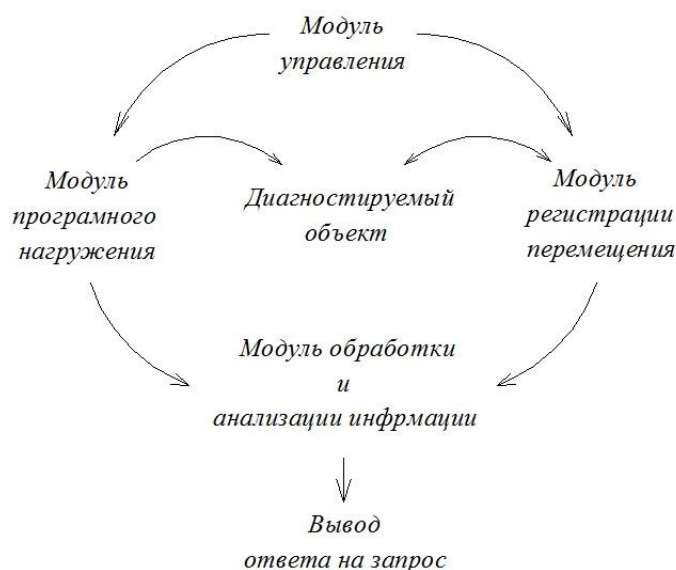 Модуль
управления
Модуль
програмного
нагружения
Диагностируемый
объект
Модуль
регистрации
перемещения
Модуль обработки
и
анализации инфрмации
Вывод
ответа на запрос